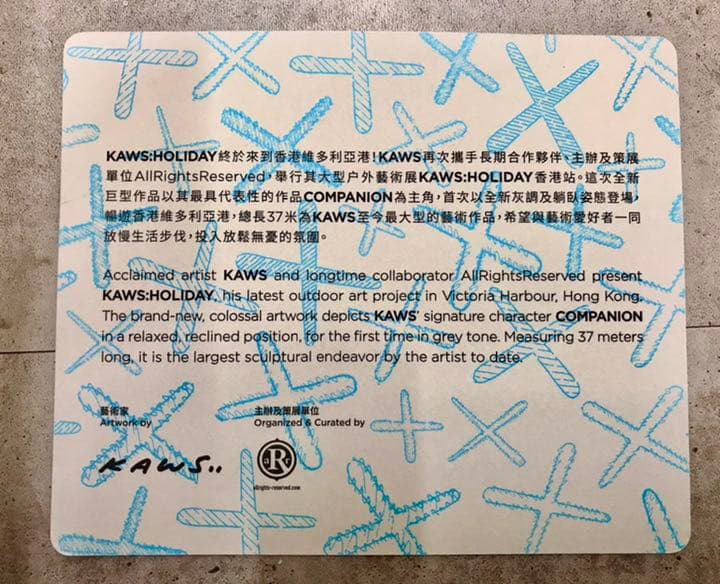 KAWS:HOLIDAY終於來到香港維多利亞港!KAWS再次攜手長期合作夥伴、主辦及策展
單位AllRightsReserved，舉行其大型户外藝術展KAWS:HOLIDAY香港站。這次全新
巨型作品以其最具代表性的作品COMPANION為主角，首次以全新灰調及躺臥姿態登場，
暢遊香港維多利亞港，總長37米為KAWS至今最大型的藝術作品，希望與藝術愛好者一同
放慢生活步伐，投入放鬆無憂的氛圍。
Acclaimed artist KAWS and longtime collaborator AllRightsReserved present
KAWS:HOLIDAY, his latest outdoor art project in Victoria Harbour, Hong Kong.
The brand-new, colossal artwork depicts KAWS' signature character COMPANION
in a relaxed, reclined position, for the first time in grey tone. Measuring 37 meters
long, it is the largest sculptural endeavor by the artist to date.
藝術家
Artwork by
KAWS..
主辦及策展單位
Organized & Curated by
R
allrights-reserved.com